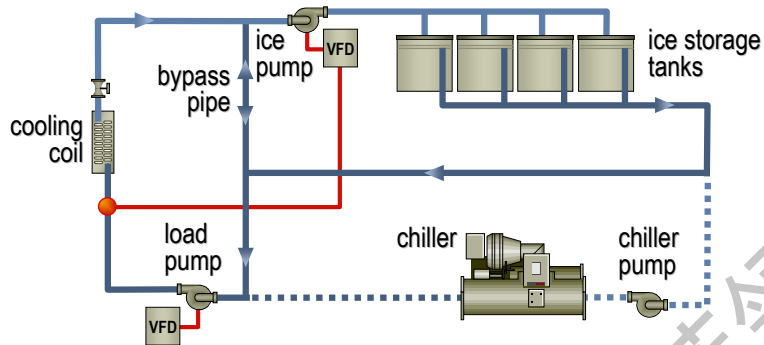 ice
pump
VFD
ice storage
tanks
bypass
pipe
cooling
coil
load
pump
VFD
chiller
chiller
pump